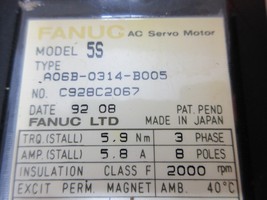 FANUC AC Servo Motor
MODEL 5S
TYPE
A06B-0314-B005
NO. C928C2067
DATE 92 08 PAT. PEND
FANUC LTD MADE IN JAPAN
TRQ.(STALL) 5.9 Nm 3 PHASE
AMP.(STALL) 5.8 A 8 POLES
INSULATION CLASS F 2000 rpm
EXCIT PERM. MAGNET AMB. 40°C